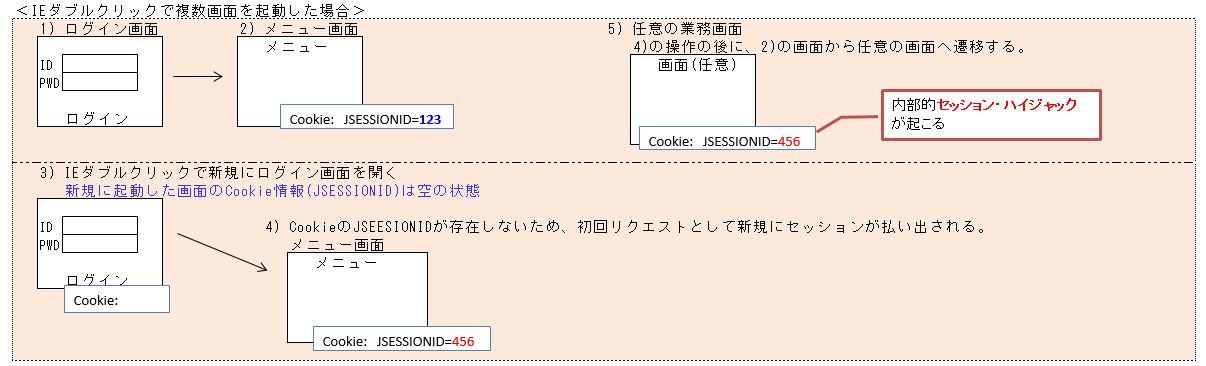 ＜IEダブルクリックで複数画面を起動した場合＞
1) ログイン画面
ID
PWD
ログイン
2) メニュー画面
メニュー
Cookie: JSESSIONID=123
5) 任意の業務画面
4)の操作の後に、2)の画面から任意の画面へ遷移する。
画面(任意)
Cookie: JSESSIONID=456
内部的セッション・ハイジャック
が起こる
3) IEダブルクリックで新規にログイン画面を開く
新規に起動した画面のCookie情報(JSESSIONID)は空の状態
ID
PWD
ログイン
Cookie:
4) CookieのJSEESIONIDが存在しないため、初回リクエストとして新規にセッションが払い出される。
メニュー画面
メニュー
Cookie: JSESSIONID=456